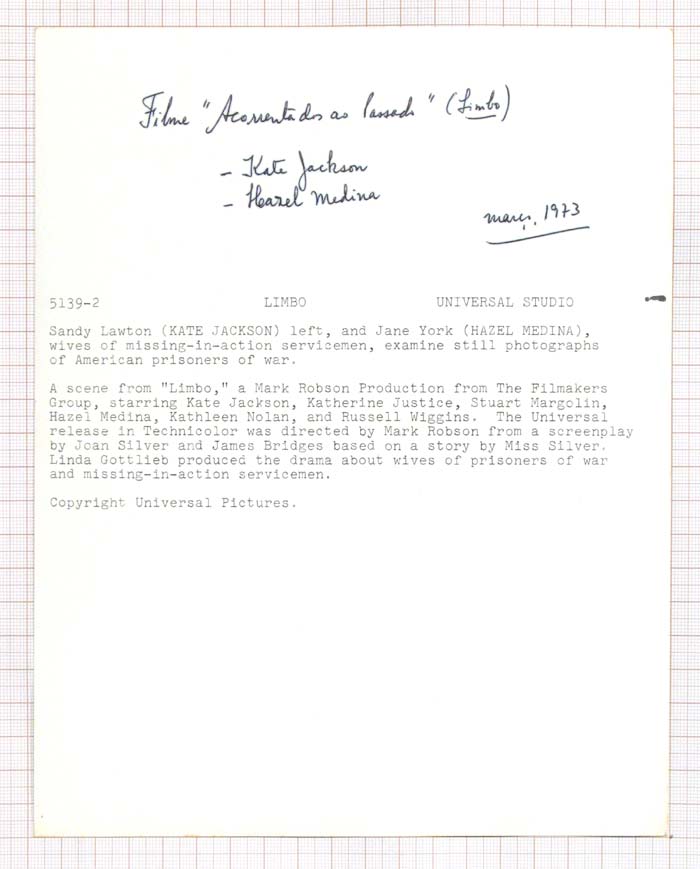 Filme "Acorrentados ao Passado" (Limbo)
- Kate Jackson
- Hazel Medina
març. 1973
5139-2 LIMBO UNIVERSAL STUDIO
Sandy Lawton (KATE JACKSON) left, and Jane York (HAZEL MEDINA),
wives of missing-in-action servicemen, examine still photographs
of American prisoners of war.
A scene from "Limbo," a Mark Robson Production from The Filmakers
Group, starring Kate Jackson, Katherine Justice, Stuart Margolin,
Hazel Medina, Kathleen Nolan, and Russell Wiggins. The Universal
release in Technicolor was directed by Mark Robson from a screenplay
by Joan Silver and James Bridges based on a story by Miss Silver.
Linda Gottlieb produced the drama about wives of prisoners of war
and missing-in-action servicemen.
Copyright Universal Pictures.